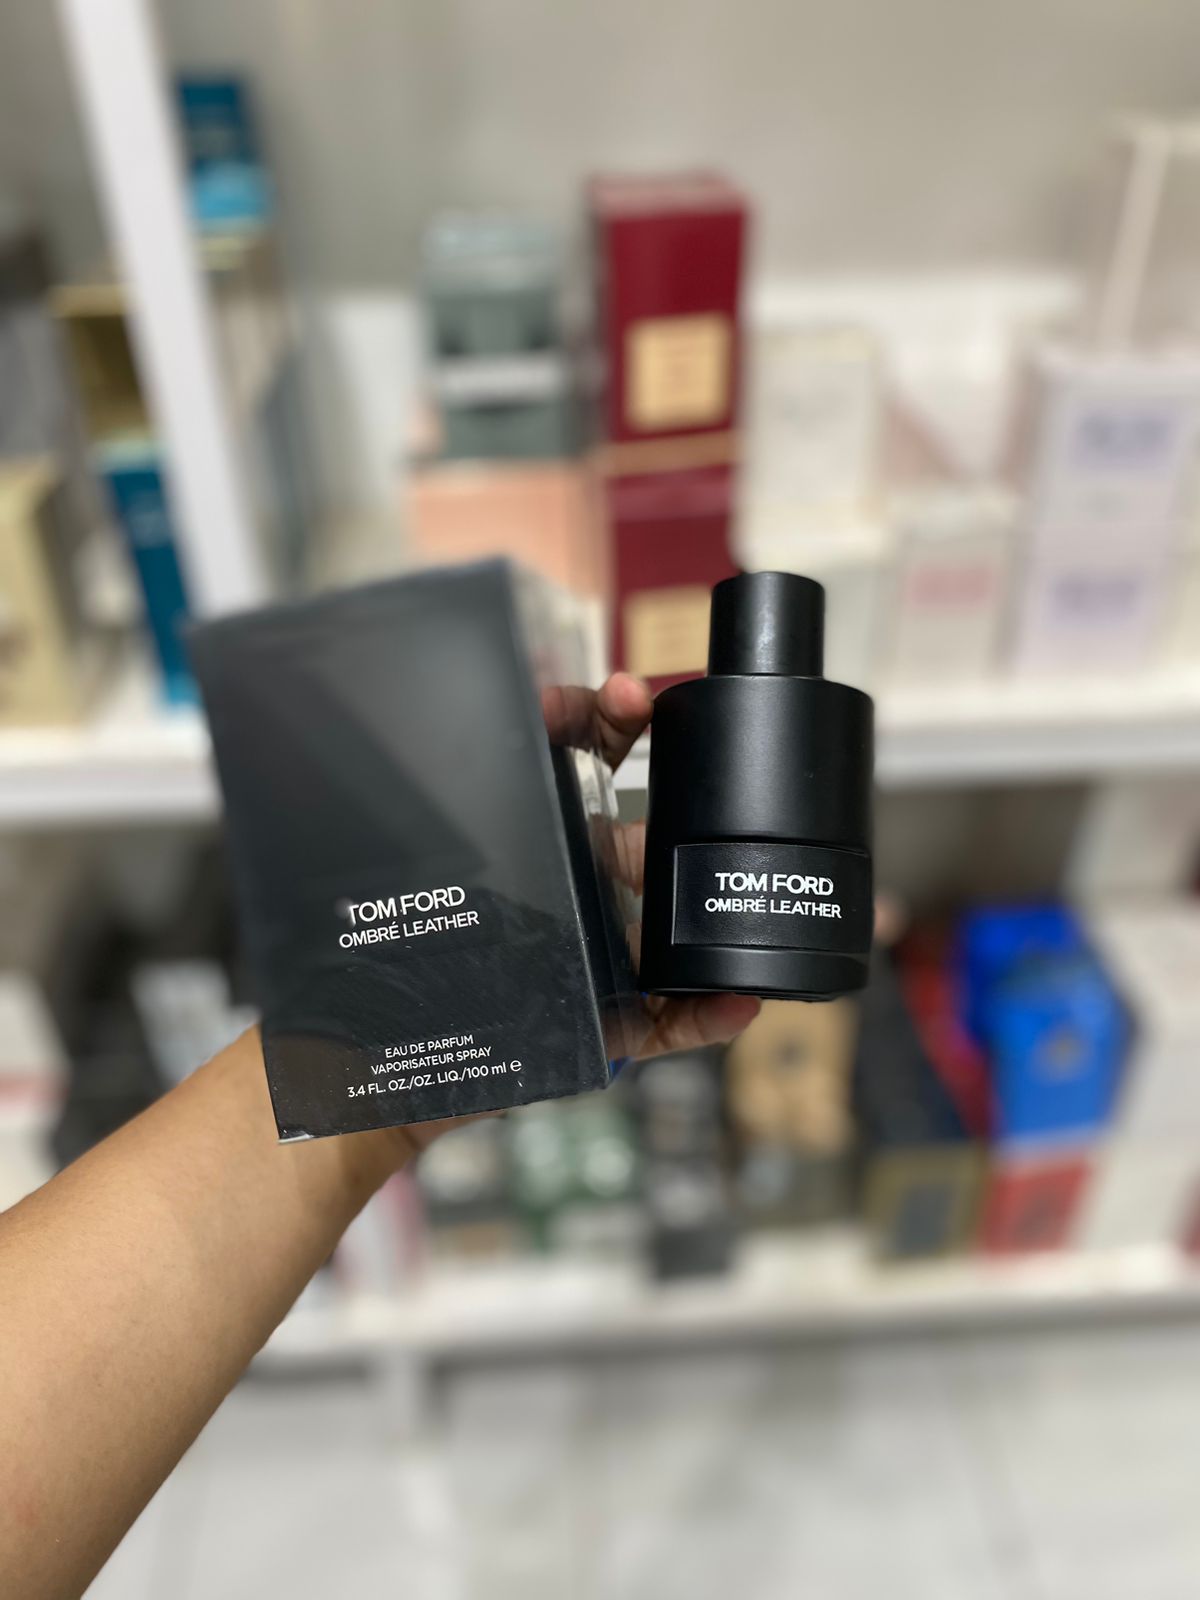 TOM FORD
OMBRÉ LEATHER
EAU DE PARFUM
VAPORISATEUR SPRAY
3.4 FL. OZ./OZ. LIQ./100 ml ℮
TOM FORD
OMBRÉ LEATHER